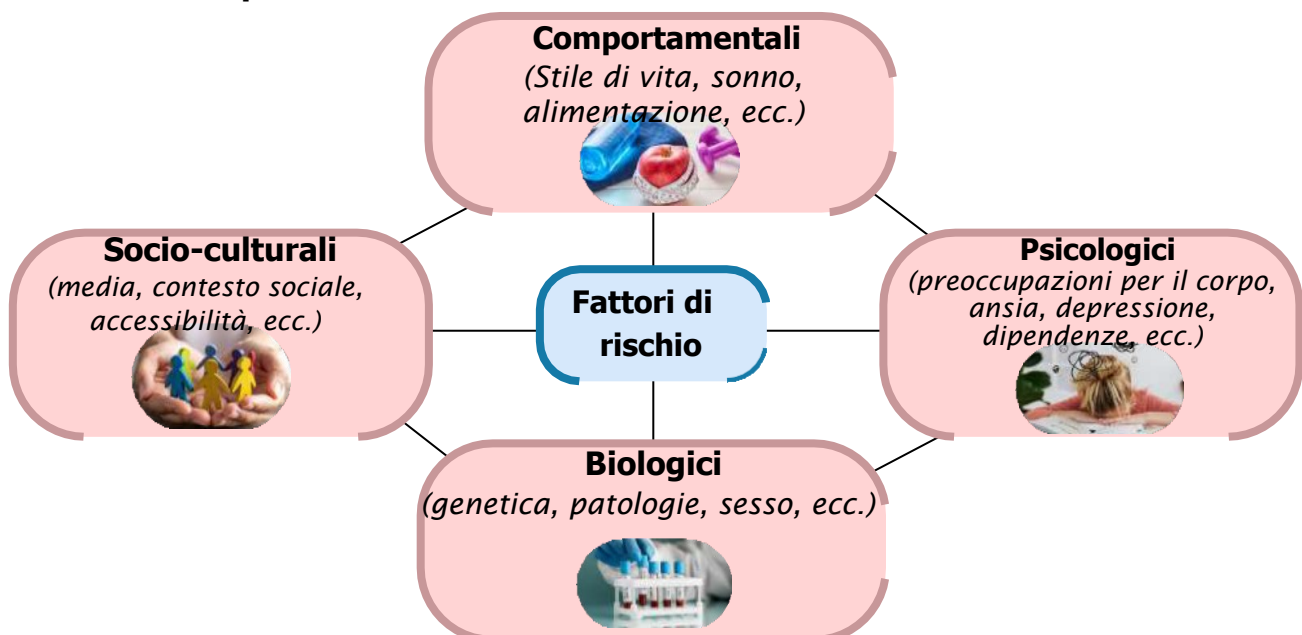 Comportamentali
(Stile di vita, sonno,
alimentazione, ecc.)
Socio-culturali
(media, contesto sociale,
accessibilità, ecc.)
Fattori di
rischio
Psicologici
(preoccupazioni per il corpo,
ansia, depressione,
dipendenze, ecc.)
Biologici
(genetica, patologie, sesso, ecc.)